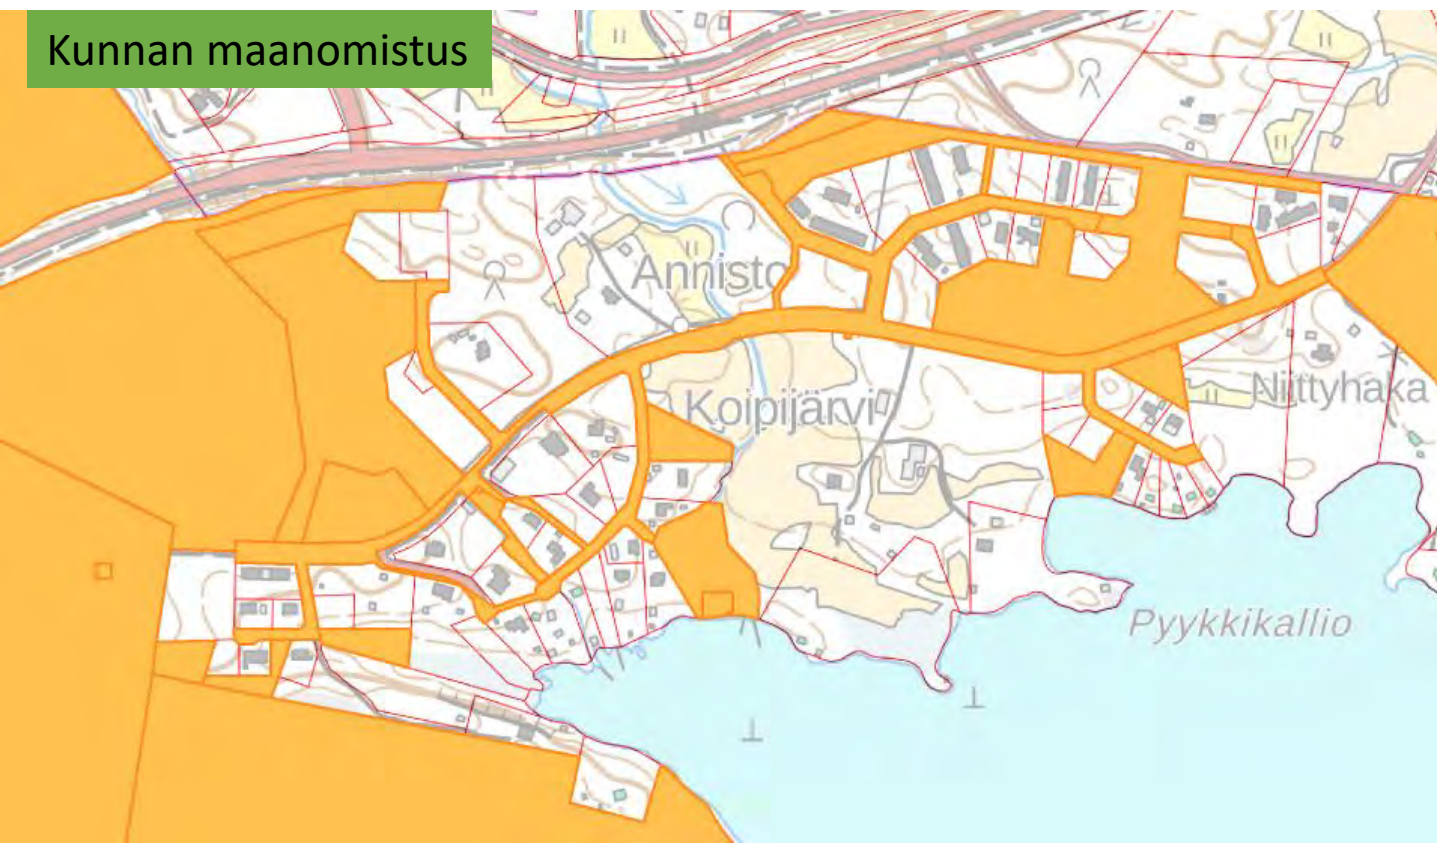 Kunnan maanomistus
Annisto
Koipijärvi
Niittyhaka
Pyykkikallio